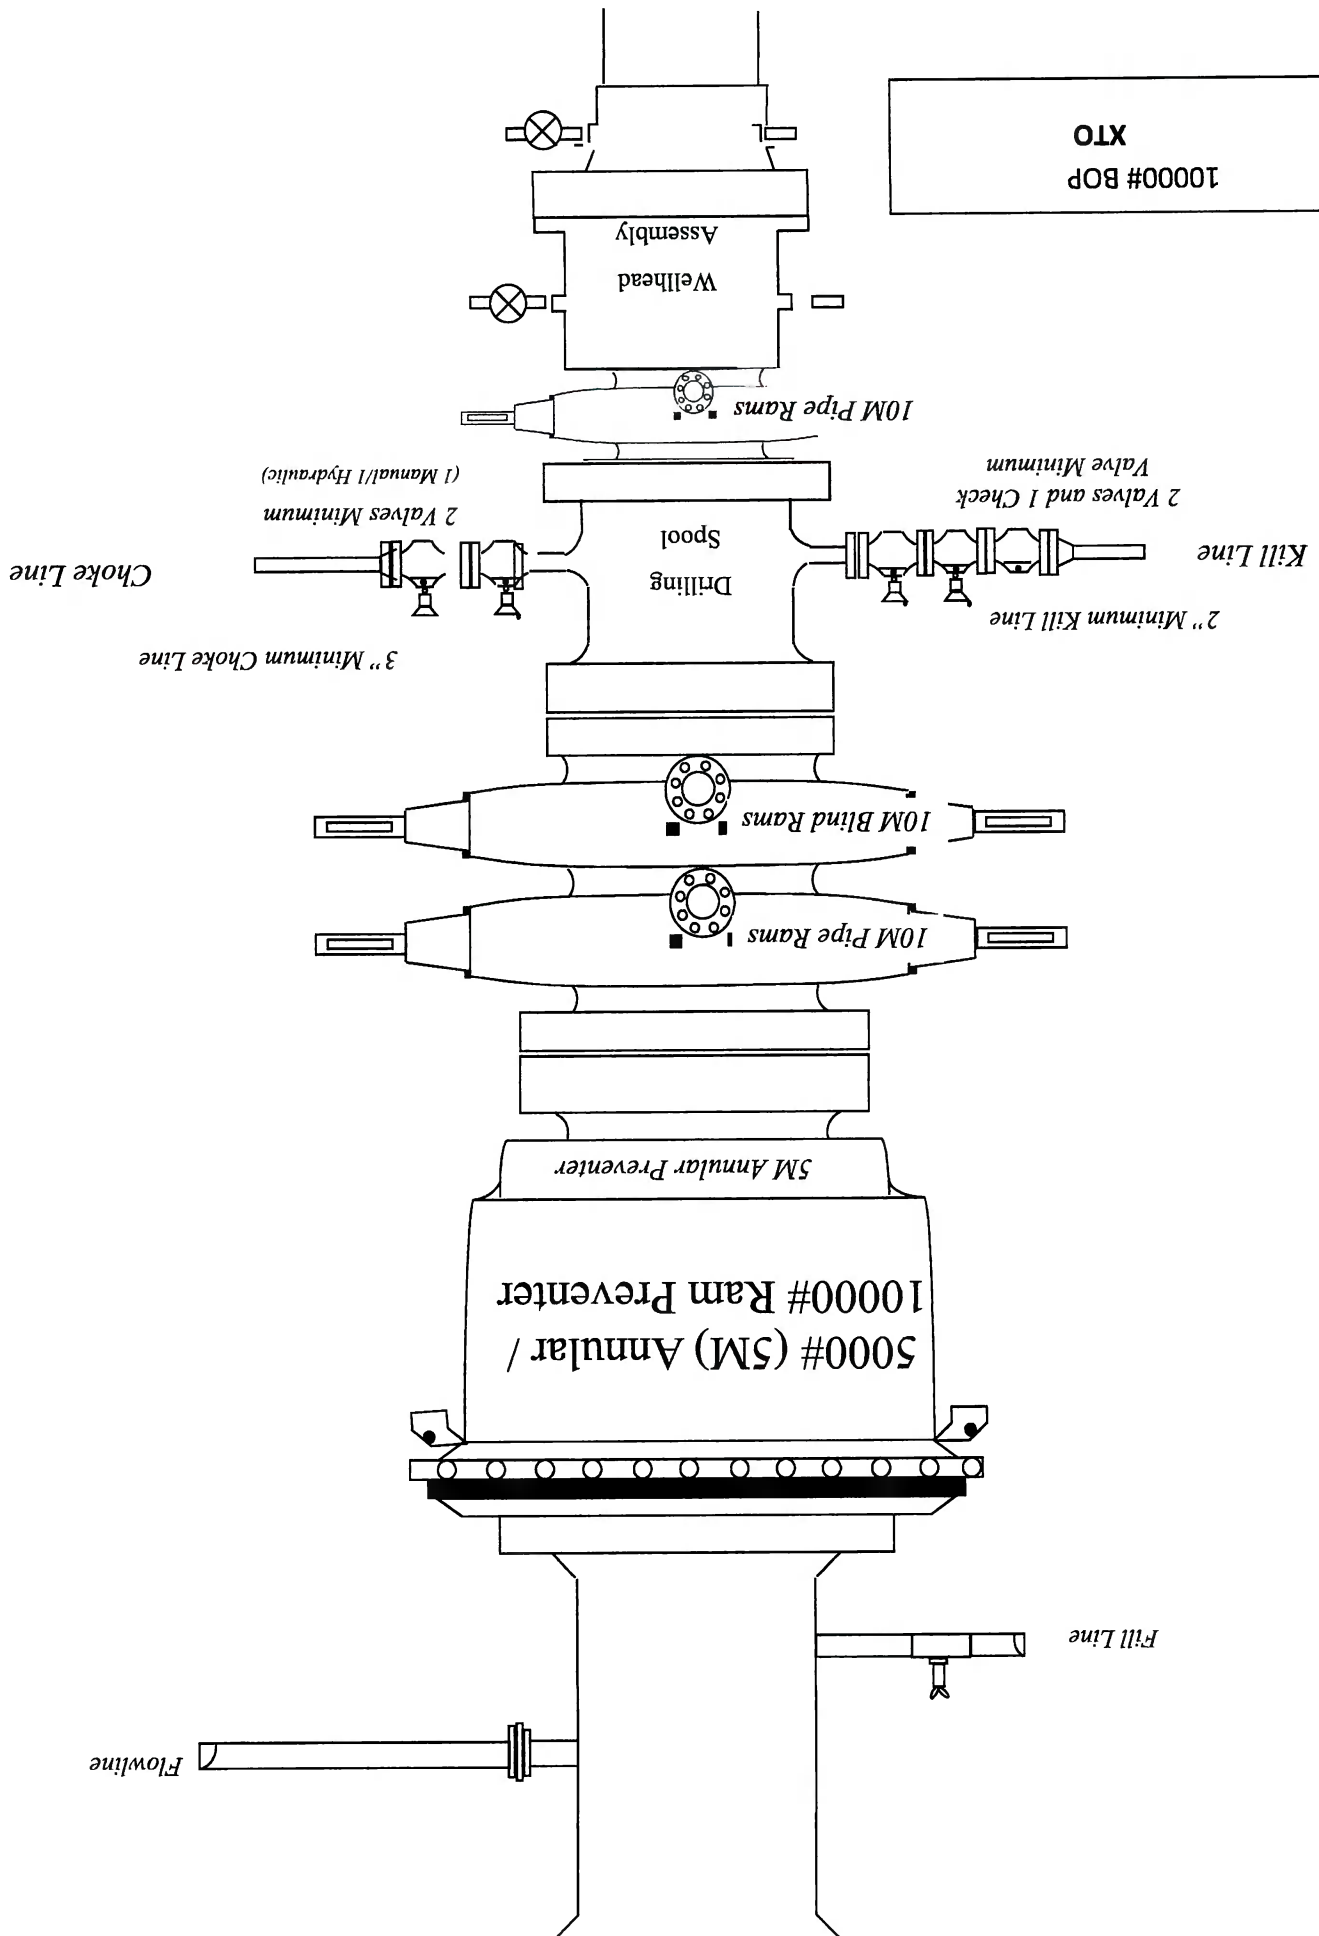 Flowline
Fill Line
5000# (5M) Annular /
10000# Ram Preventer
5M Annular Preventer
10M Pipe Rams
10M Blind Rams
2" Minimum Kill Line
3" Minimum Choke Line
Kill Line
Drilling
Spool
Choke Line
2 Valves and 1 Check
Valve Minimum
2 Valves Minimum
(1 Manual/1 Hydraulic)
10M Pipe Rams
Wellhead
Assembly
10000# BOP
XTO